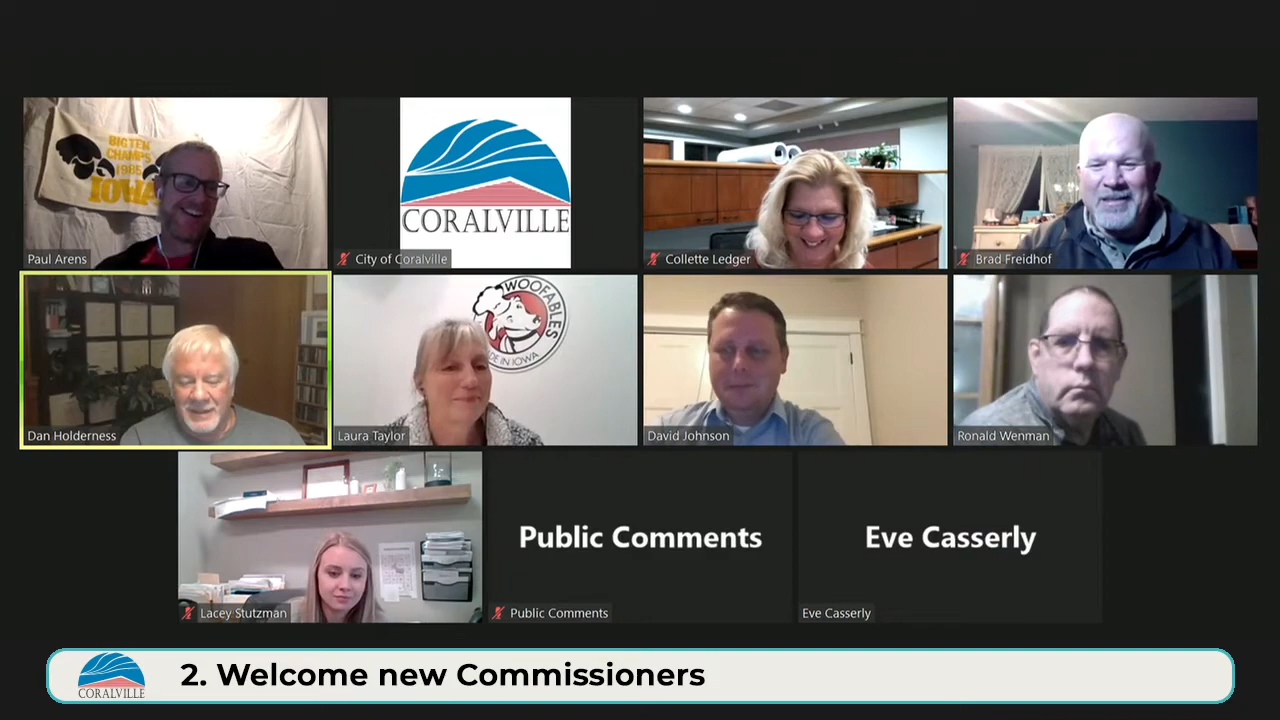 BIG TEN
CHAMPS
1985
IOWA
Paul Arens
CORALVILLE
City of Coralville
Collette Ledger
Brad Freidhof
Dan Holderness
WOOFABLES
MADE IN IOWA
Laura Taylor
David Johnson
Ronald Wenman
Lacey Stutzman
Public Comments
Public Comments
Eve Casserly
Eve Casserly
CORALVILLE
2. Welcome new Commissioners